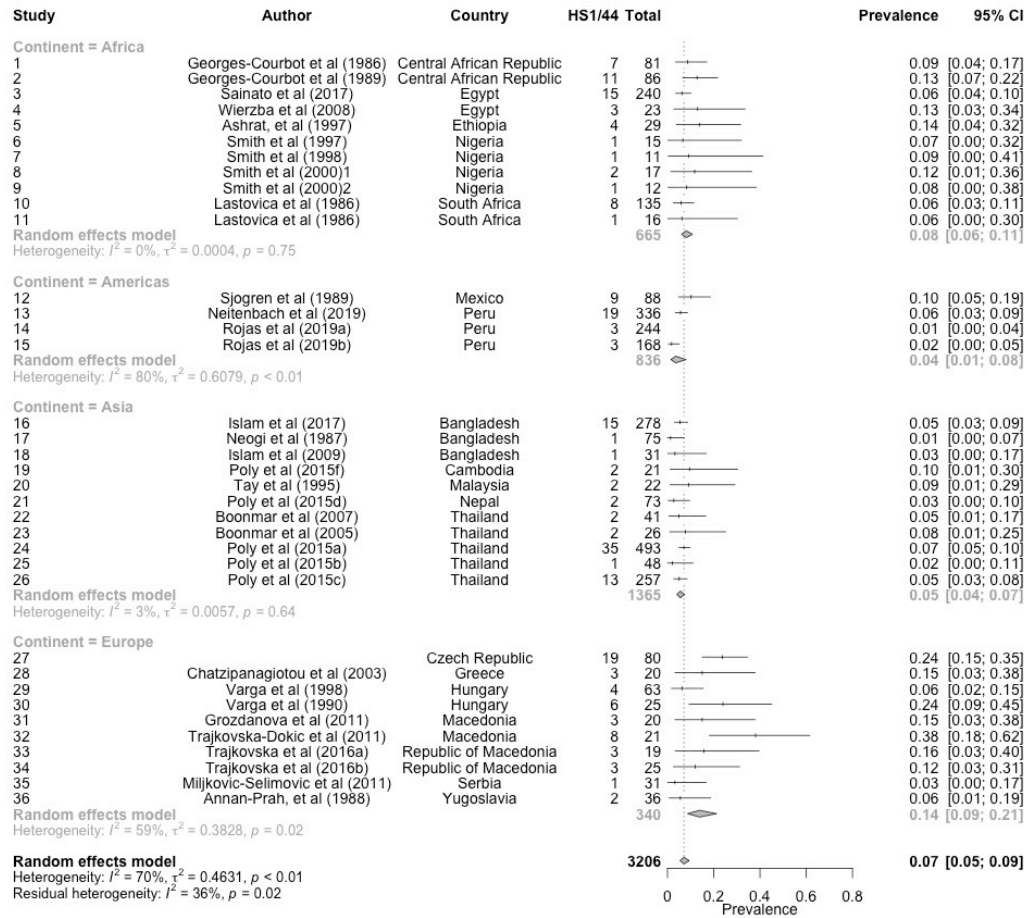 Study Author Country HS1/44 Total Prevalence 95% CI
Continent = Africa
1 Georges-Courbot et al (1986) Central African Republic 7 81 0.09 [0.04; 0.17]
2 Georges-Courbot et al (1989) Central African Republic 11 86 0.13 [0.07; 0.22]
3 Sainato et al (2017) Egypt 15 240 0.06 [0.04; 0.10]
4 Wierzba et al (2008) Egypt 3 23 0.13 [0.03; 0.34]
5 Ashrat, et al (1997) Ethiopia 4 29 0.14 [0.04; 0.32]
6 Smith et al (1997) Nigeria 1 15 0.07 [0.00; 0.32]
7 Smith et al (1998) Nigeria 1 11 0.09 [0.00; 0.41]
8 Smith et al (2000)1 Nigeria 2 17 0.12 [0.01; 0.36]
9 Smith et al (2000)2 Nigeria 1 12 0.08 [0.00; 0.38]
10 Lastovica et al (1986) South Africa 8 135 0.06 [0.03; 0.11]
11 Lastovica et al (1986) South Africa 1 16 0.06 [0.00; 0.30]
Random effects model 665 0.08 [0.06; 0.11]
Heterogeneity: I² = 0%, τ² = 0.0004, p = 0.75
Continent = Americas
12 Sjogren et al (1989) Mexico 9 88 0.10 [0.05; 0.19]
13 Neitenbach et al (2019) Peru 19 336 0.06 [0.03; 0.09]
14 Rojas et al (2019a) Peru 3 244 0.01 [0.00; 0.04]
15 Rojas et al (2019b) Peru 3 168 0.02 [0.00; 0.05]
Random effects model 836 0.04 [0.01; 0.08]
Heterogeneity: I² = 80%, τ² = 0.6079, p < 0.01
Continent = Asia
16 Islam et al (2017) Bangladesh 15 278 0.05 [0.03; 0.09]
17 Neogi et al (1987) Bangladesh 1 75 0.01 [0.00; 0.07]
18 Islam et al (2009) Bangladesh 1 31 0.03 [0.00; 0.17]
19 Poly et al (2015f) Cambodia 2 21 0.10 [0.01; 0.30]
20 Tay et al (1995) Malaysia 2 22 0.09 [0.01; 0.29]
21 Poly et al (2015d) Nepal 2 73 0.03 [0.00; 0.10]
22 Boonmar et al (2007) Thailand 2 41 0.05 [0.01; 0.17]
23 Boonmar et al (2005) Thailand 2 26 0.08 [0.01; 0.25]
24 Poly et al (2015a) Thailand 35 493 0.07 [0.05; 0.10]
25 Poly et al (2015b) Thailand 1 48 0.02 [0.00; 0.11]
26 Poly et al (2015c) Thailand 13 257 0.05 [0.03; 0.08]
Random effects model 1365 0.05 [0.04; 0.07]
Heterogeneity: I² = 3%, τ² = 0.0057, p = 0.64
Continent = Europe
27 Czech Republic 19 80 0.24 [0.15; 0.35]
28 Chatzipanagiotou et al (2003) Greece 3 20 0.15 [0.03; 0.38]
29 Varga et al (1998) Hungary 4 63 0.06 [0.02; 0.15]
30 Varga et al (1990) Hungary 6 25 0.24 [0.09; 0.45]
31 Grozdanova et al (2011) Macedonia 3 20 0.15 [0.03; 0.38]
32 Trajkovska-Dokic et al (2011) Macedonia 8 21 0.38 [0.18; 0.62]
33 Trajkovska et al (2016a) Republic of Macedonia 3 19 0.16 [0.03; 0.40]
34 Trajkovska et al (2016b) Republic of Macedonia 3 25 0.12 [0.03; 0.31]
35 Miljkovic-Selimovic et al (2011) Serbia 1 31 0.03 [0.00; 0.17]
36 Annan-Prah, et al (1988) Yugoslavia 2 36 0.06 [0.01; 0.19]
Random effects model 340 0.14 [0.09; 0.21]
Heterogeneity: I² = 59%, τ² = 0.3828, p = 0.02
Random effects model 3206 0.07 [0.05; 0.09]
Heterogeneity: I² = 70%, τ² = 0.4631, p < 0.01
Residual heterogeneity: I² = 36%, p = 0.02
0 0.2 0.4 0.6 0.8
Prevalence